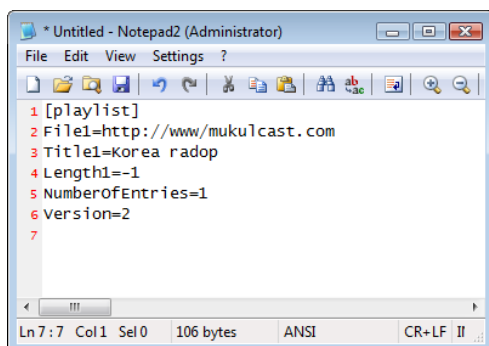 * Untitled - Notepad2 (Administrator)
File Edit View Settings ?
1 [playlist]
2 File1=http://www/mukulcast.com
3 Title1=Korea radop
4 Length1=-1
5 NumberOfEntries=1
6 Version=2
7
Ln 7 : 7 Col 1 Sel 0 106 bytes ANSI CR+LF